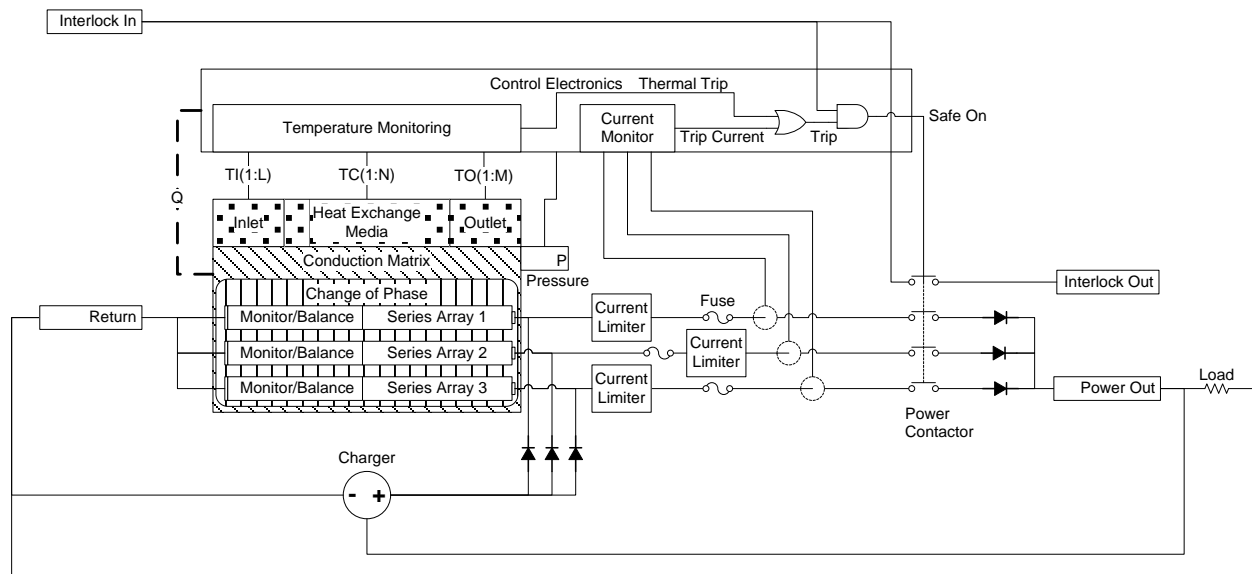 Interlock In
Control Electronics
Thermal Trip
Temperature Monitoring
Current
Monitor
Trip Current
Trip
Safe On
TI(1:L)
TC(1:N)
TO(1:M)
Q
Inlet
Heat Exchange
Media
Outlet
Conduction Matrix
P
Pressure
Change of Phase
Interlock Out
Return
Monitor/Balance
Series Array 1
Current
Limiter
Fuse
Monitor/Balance
Series Array 2
Current
Limiter
Monitor/Balance
Series Array 3
Current
Limiter
Power
Contactor
Power Out
Load
Charger
- +